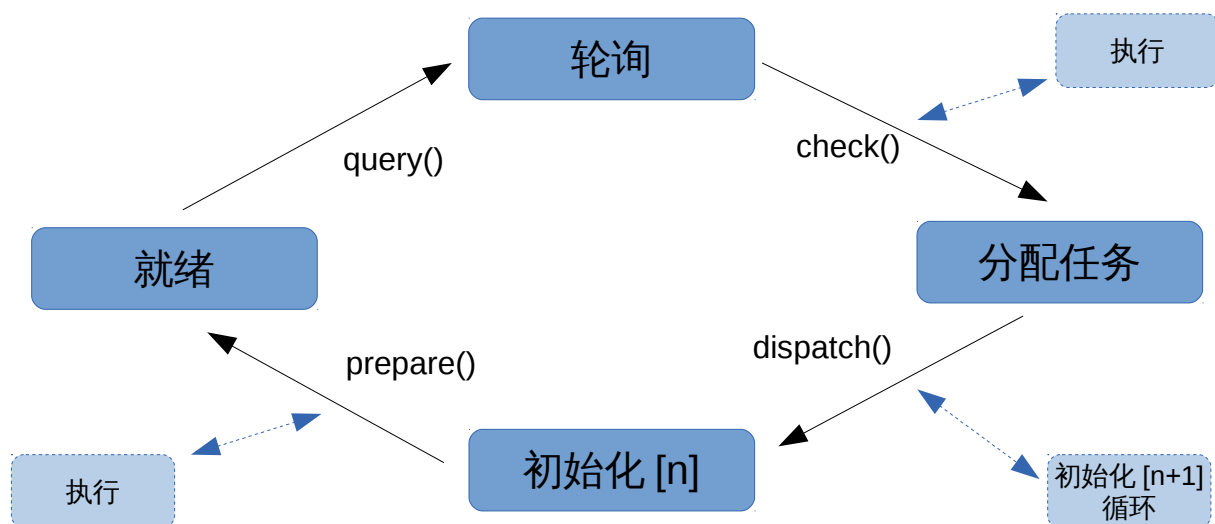 轮询
执行
query()
check()
就绪
分配任务
prepare()
dispatch()
初始化 [n]
执行
初始化 [n+1]
循环